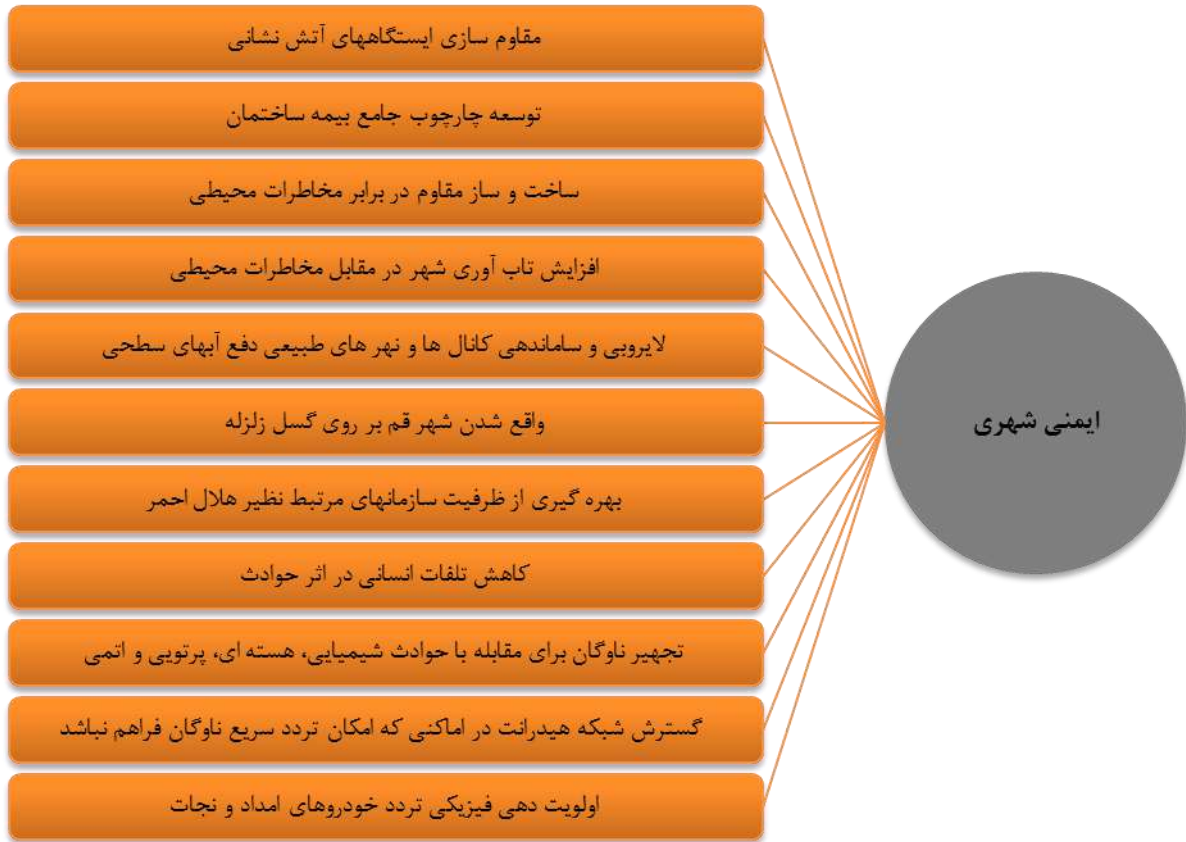 مقاوم سازی ایستگاههای آتش نشانی
توسعه چارچوب جامع بیمه ساختمان
ساخت و ساز مقاوم در برابر مخاطرات محیطی
افزایش تاب آوری شهر در مقابل مخاطرات محیطی
لایروبی و ساماندهی کانال ها و نهر های طبیعی دفع آبهای سطحی
واقع شدن شهر قم بر روی گسل زلزله
بهره گیری از ظرفیت سازمانهای مرتبط نظیر هلال احمر
کاهش تلفات انسانی در اثر حوادث
تجهیر ناوگان برای مقابله با حوادث شیمیایی، هسته ای، پرتویی و اتمی
گسترش شبکه هیدرانت در اماکنی که امکان تردد سریع ناوگان فراهم نباشد
اولویت دهی فیزیکی تردد خودروهای امداد و نجات
ایمنی شهری